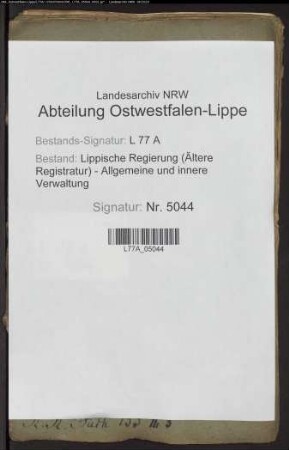 Landesarchiv NRW
Abteilung Ostwestfalen-Lippe
Bestands-Signatur: L 77 A
Bestand: Lippische Regierung (Ältere
Registratur) - Allgemeine und innere
Verwaltung
Signatur: Nr. 5044
L77A_05044